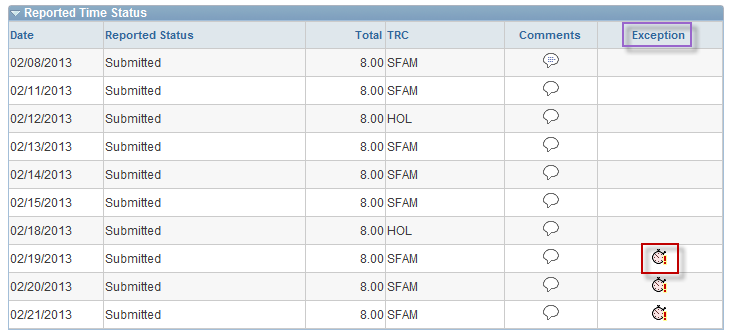 Reported Time Status
Date Reported Status Total TRC Comments Exception
02/08/2013 Submitted 8.00 SFAM
02/11/2013 Submitted 8.00 SFAM
02/12/2013 Submitted 8.00 HOL
02/13/2013 Submitted 8.00 SFAM
02/14/2013 Submitted 8.00 SFAM
02/15/2013 Submitted 8.00 SFAM
02/18/2013 Submitted 8.00 HOL
02/19/2013 Submitted 8.00 SFAM
02/20/2013 Submitted 8.00 SFAM
02/21/2013 Submitted 8.00 SFAM